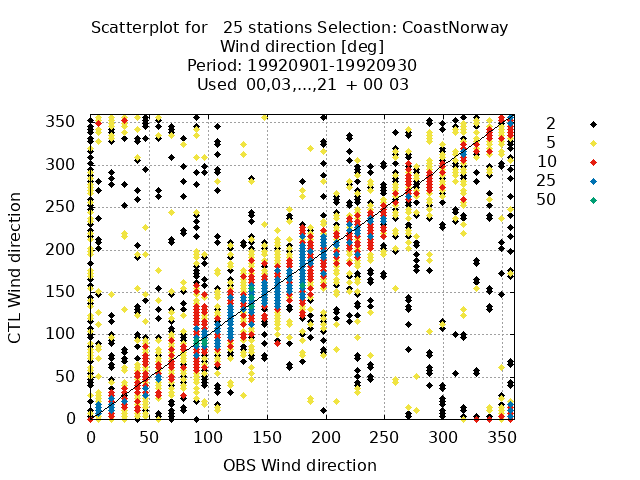 Scatterplot for   25 stations Selection: CoastNorway
Wind direction [deg]
Period: 19920901-19920930
Used  00,03,...,21  + 00 03
350
300
250
200
150
100
50
0
CTL Wind direction
0 50 100 150 200 250 300 350
OBS Wind direction
2
5
10
25
50